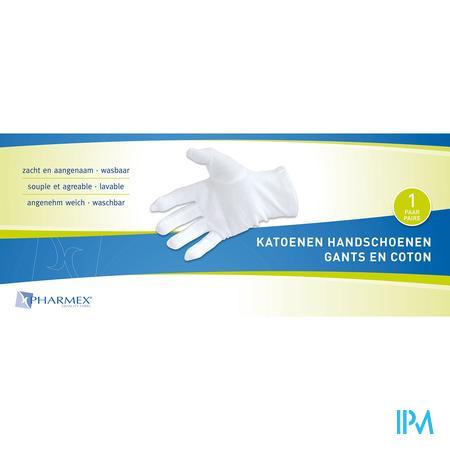 zacht en aangenaam · wasbaar
souple et agreable · lavable
angenehm weich · waschbar
1
PAAR
PAIRE
KATOENEN HANDSCHOENEN
GANTS EN COTON
PHARMEX®
IPM